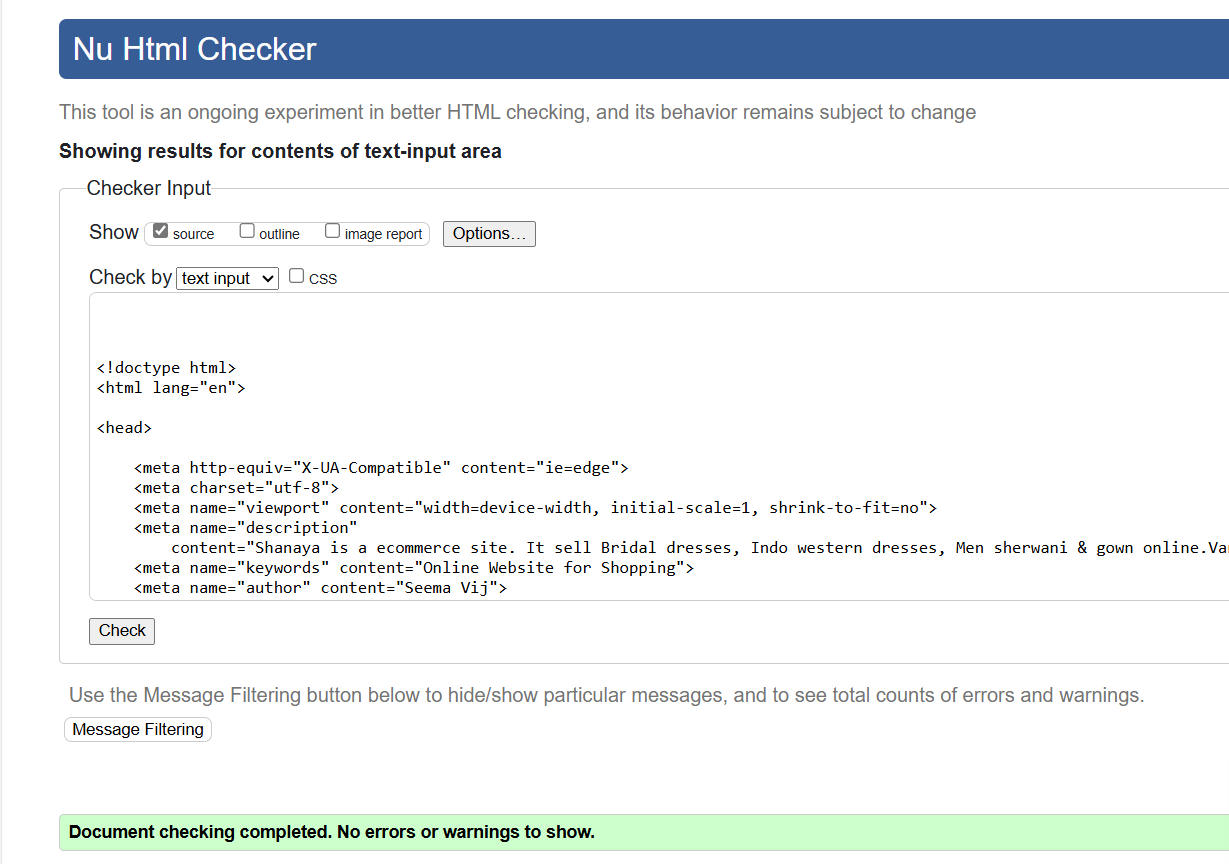 Nu Html Checker
This tool is an ongoing experiment in better HTML checking, and its behavior remains subject to change
Showing results for contents of text-input area
Checker Input
Show source outline image report Options...
Check by text input CSS
<!doctype html>
<html lang="en">
<head>
<meta http-equiv="X-UA-Compatible" content="ie=edge">
<meta charset="utf-8">
<meta name="viewport" content="width=device-width, initial-scale=1, shrink-to-fit=no">
<meta name="description"
content="Shanaya is a ecommerce site. It sell Bridal dresses, Indo western dresses, Men sherwani & gown online.
<meta name="keywords" content="Online Website for Shopping">
<meta name="author" content="Seema Vij">
Check
Use the Message Filtering button below to hide/show particular messages, and to see total counts of errors and warnings.
Message Filtering
Document checking completed. No errors or warnings to show.